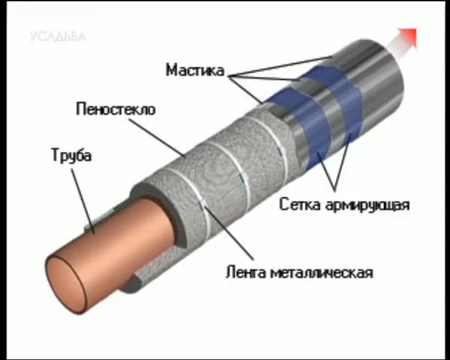 УСАДЬБА
Мастика
Пеностекло
Труба
Сетка армирующая
Лента металлическая